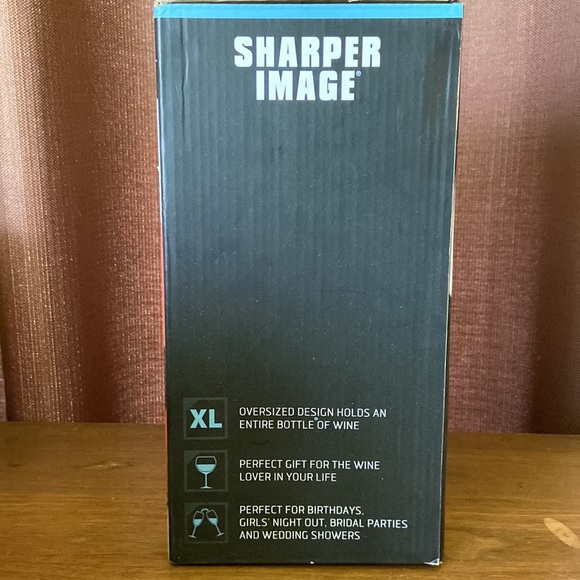 SHARPER
IMAGE®
XL
OVERSIZED DESIGN HOLDS AN
ENTIRE BOTTLE OF WINE
PERFECT GIFT FOR THE WINE
LOVER IN YOUR LIFE
PERFECT FOR BIRTHDAYS,
GIRLS' NIGHT OUT, BRIDAL PARTIES
AND WEDDING SHOWERS